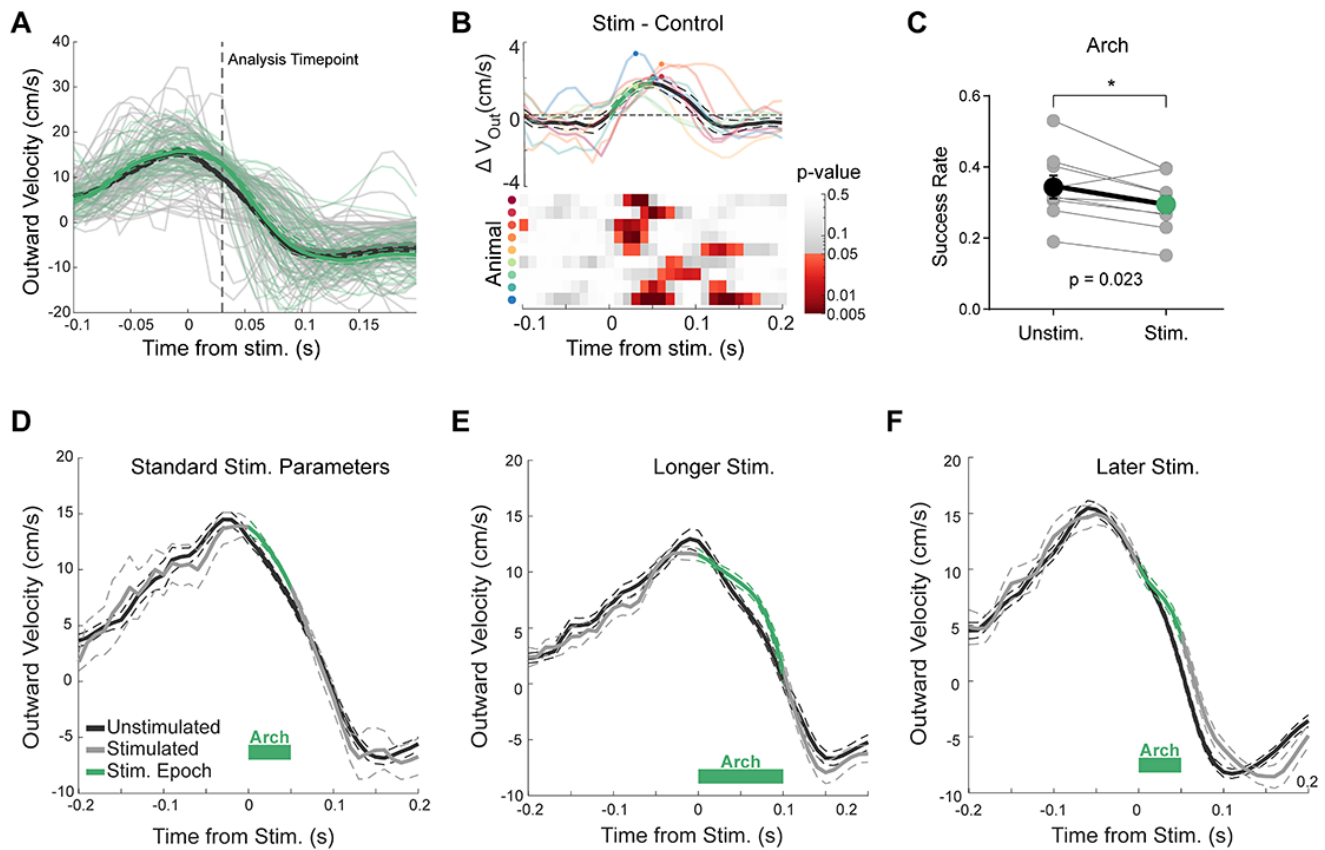 A
Analysis Timepoint
Outward Velocity (cm/s)
40
30
20
10
0
-10
-20
-0.1
-0.05
0
0.05
0.1
0.15
Time from stim. (s)
B
Stim - Control
Δ V Out (cm/s)
4
0
-4
Animal
p-value
0.5
0.1
0.05
0.01
0.005
-0.1
0
0.1
0.2
Time from stim. (s)
C
Arch
*
Success Rate
0.6
0.4
0.2
0.0
p = 0.023
Unstim.
Stim.
D
Standard Stim. Parameters
Outward Velocity (cm/s)
20
15
10
5
0
-5
-10
Unstimulated
Stimulated
Stim. Epoch
Arch
-0.2
-0.1
0
0.1
0.2
Time from Stim. (s)
E
Longer Stim.
Outward Velocity (cm/s)
20
15
10
5
0
-5
-10
Arch
-0.2
-0.1
0
0.1
0.2
Time from Stim. (s)
F
Later Stim.
Outward Velocity (cm/s)
20
15
10
5
0
-5
-10
Arch
0.2
-0.2
-0.1
0
0.1
0.2
Time from Stim. (s)